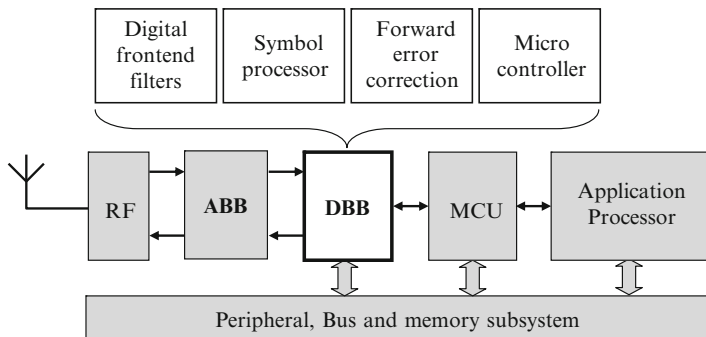 Digital
frontend
filters
Symbol
processor
Forward
error
correction
Micro
controller
RF
ABB
DBB
MCU
Application
Processor
Peripheral, Bus and memory subsystem